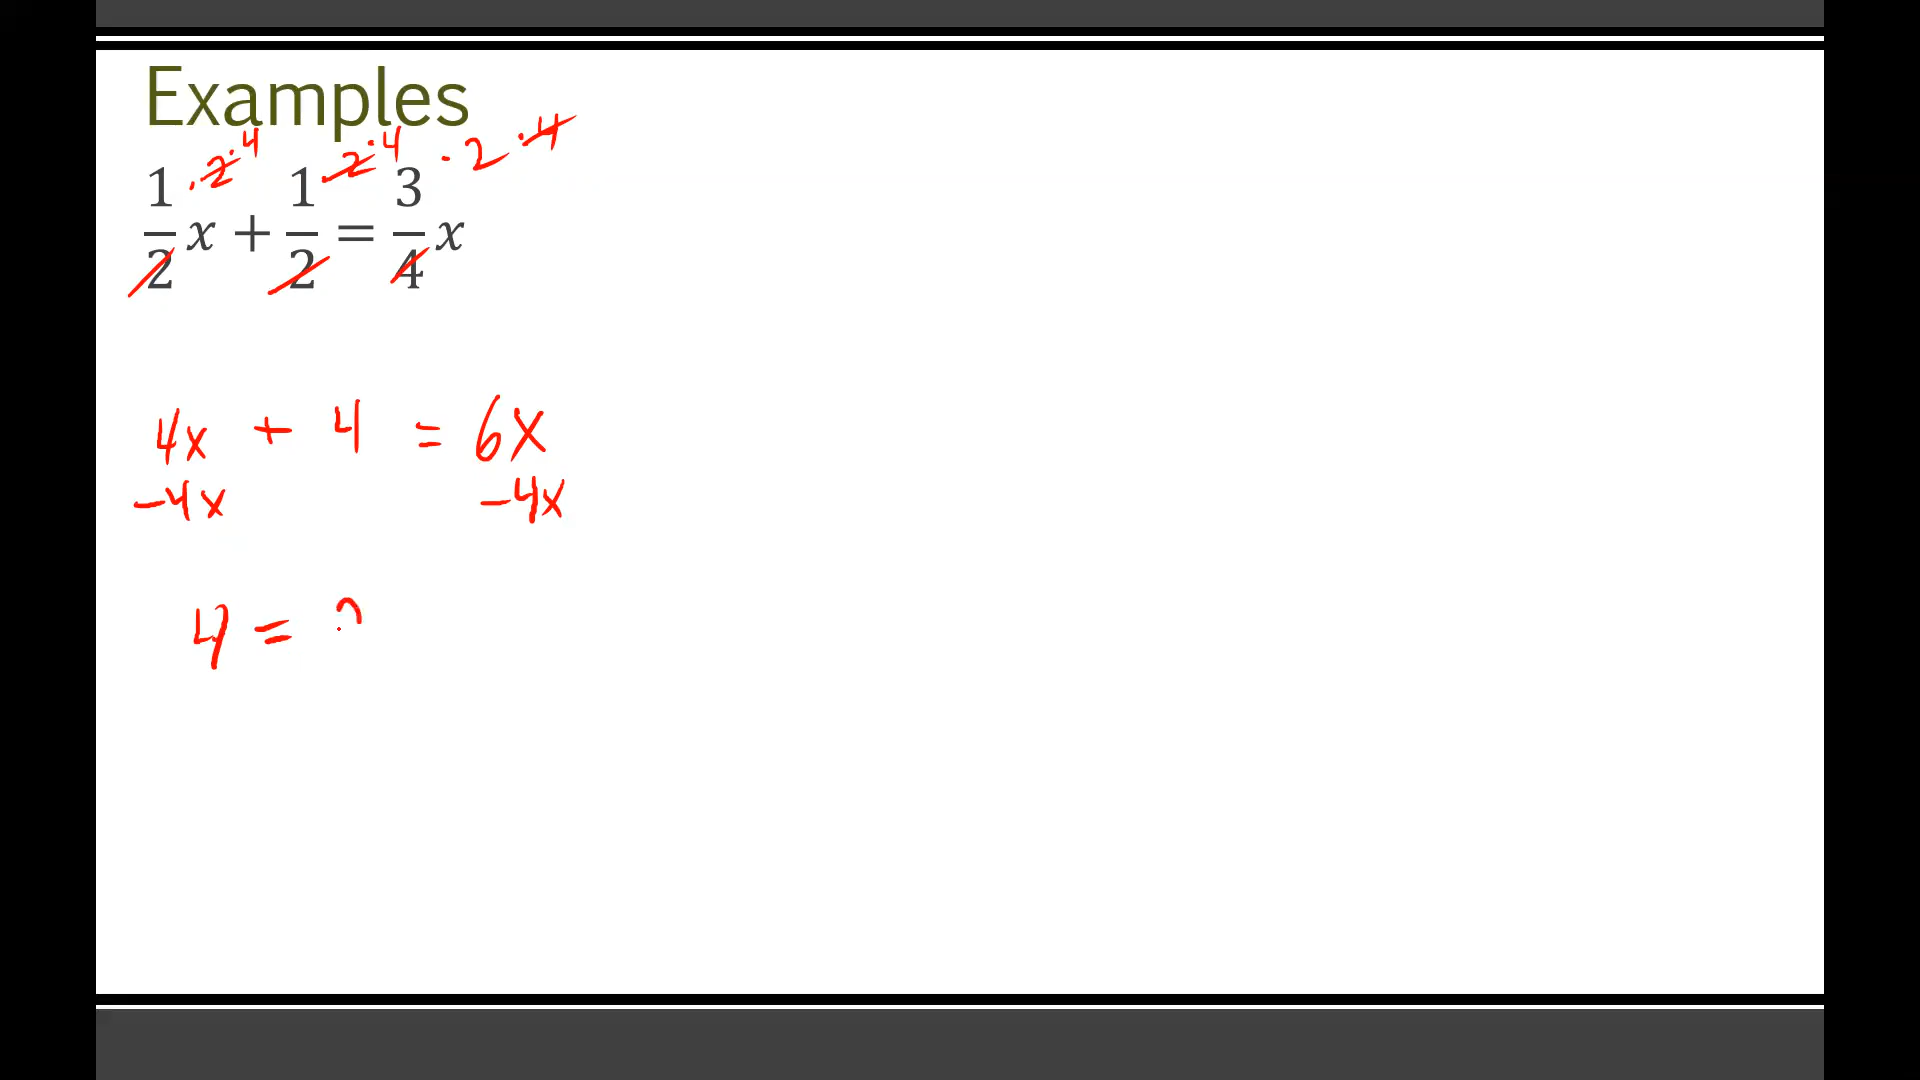 Examples
·2·4 ·2·4 ·2·4
1/2 x + 1/2 = 3/4 x
4x + 4 = 6x
-4x -4x
4 =